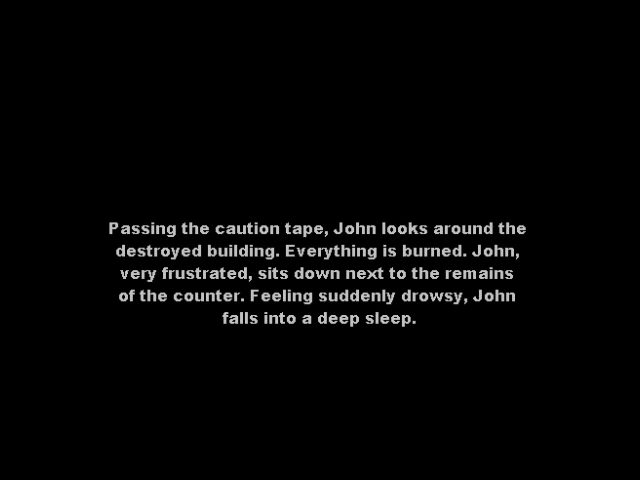 Passing the caution tape, John looks around the
destroyed building. Everything is burned. John,
very frustrated, sits down next to the remains
of the counter. Feeling suddenly drowsy, John
falls into a deep sleep.